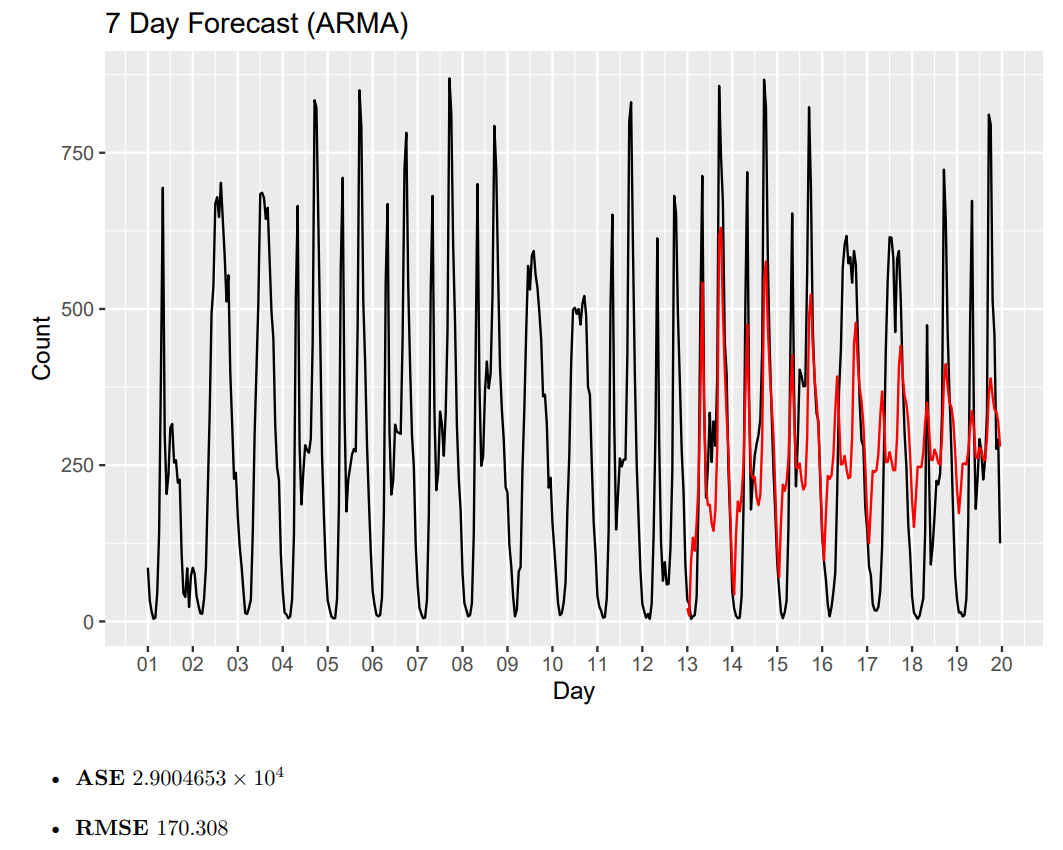 7 Day Forecast (ARMA)
750
500
250
0
Count
01 02 03 04 05 06 07 08 09 10 11 12 13 14 15 16 17 18 19 20
Day
• ASE 2.9004653 × 10⁴
• RMSE 170.308